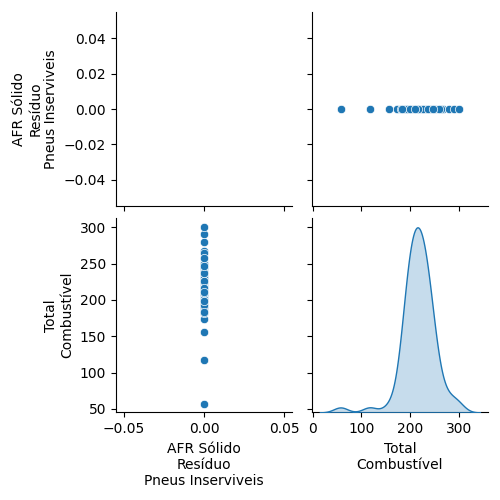 AFR Sólido
Resíduo
Pneus Inserviveis
0.04
0.02
0.00
−0.02
−0.04
Total
Combustível
300
250
200
150
100
50
−0.05
0.00
0.05
AFR Sólido
Resíduo
Pneus Inserviveis
0
100
200
300
Total
Combustível